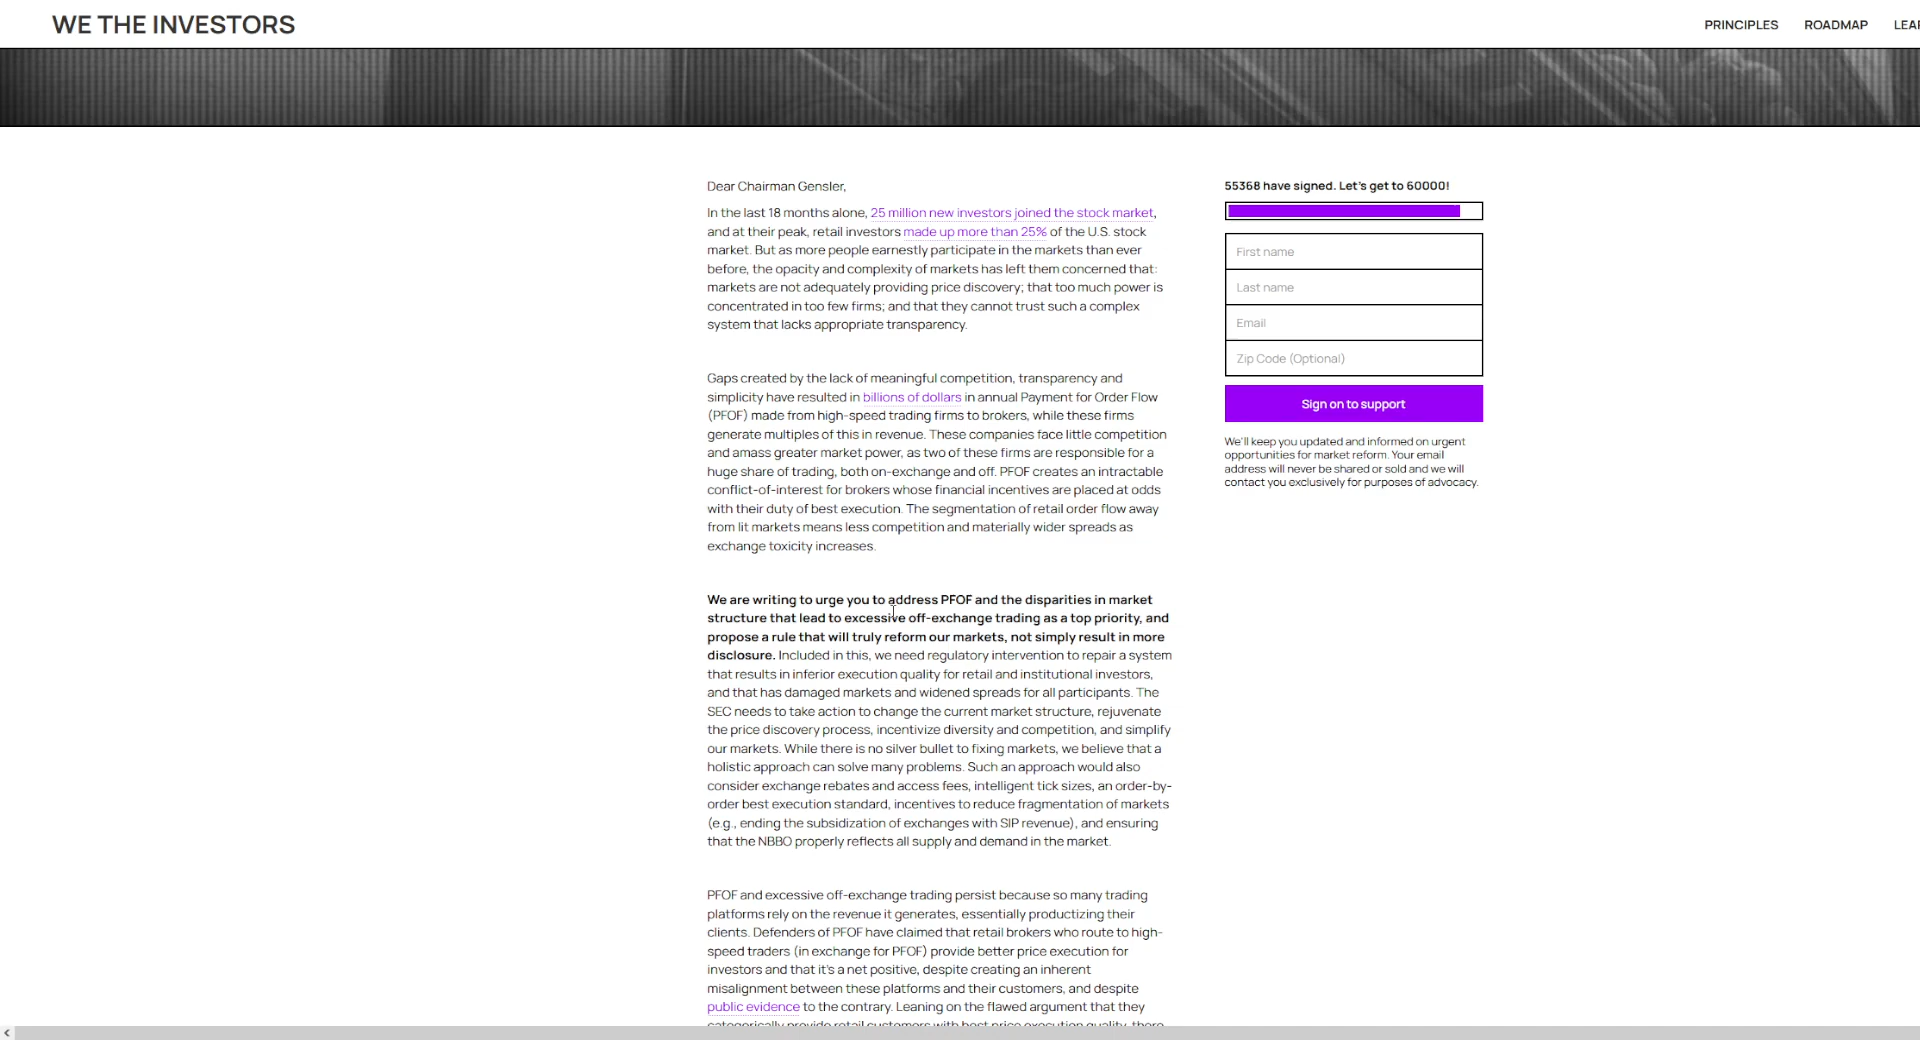 WE THE INVESTORS
PRINCIPLES
ROADMAP
Dear Chairman Gensler,
In the last 18 months alone, 25 million new investors joined the stock market,
and at their peak, retail investors made up more than 25% of the U.S. stock
market. But as more people earnestly participate in the markets than ever
before, the opacity and complexity of markets has left them concerned that:
markets are not adequately providing price discovery; that too much power is
concentrated in too few firms; and that they cannot trust such a complex
system that lacks appropriate transparency.
Gaps created by the lack of meaningful competition, transparency and
simplicity have resulted in billions of dollars in annual Payment for Order Flow
(PFOF) made from high-speed trading firms to brokers, while these firms
generate multiples of this in revenue. These companies face little competition
and amass greater market power, as two of these firms are responsible for a
huge share of trading, both on-exchange and off. PFOF creates an intractable
conflict-of-interest for brokers whose financial incentives are placed at odds
with their duty of best execution. The segmentation of retail order flow away
from lit markets means less competition and materially wider spreads as
exchange toxicity increases.
We are writing to urge you to address PFOF and the disparities in market
structure that lead to excessive off-exchange trading as a top priority, and
propose a rule that will truly reform our markets, not simply result in more
disclosure. Included in this, we need regulatory intervention to repair a system
that results in inferior execution quality for retail and institutional investors,
and that has damaged markets and widened spreads for all participants. The
SEC needs to take action to change the current market structure, rejuvenate
the price discovery process, incentivize diversity and competition, and simplify
our markets. While there is no silver bullet to fixing markets, we believe that a
holistic approach can solve many problems. Such an approach would also
consider exchange rebates and access fees, intelligent tick sizes, an order-by-
order best execution standard, incentives to reduce fragmentation of markets
(e.g., ending the subsidization of exchanges with SIP revenue), and ensuring
that the NBBO properly reflects all supply and demand in the market.
PFOF and excessive off-exchange trading persist because so many trading
platforms rely on the revenue it generates, essentially productizing their
clients. Defenders of PFOF have claimed that retail brokers who route to high-
speed traders (in exchange for PFOF) provide better price execution for
investors and that it's a net positive, despite creating an inherent
misalignment between these platforms and their customers, and despite
public evidence to the contrary. Leaning on the flawed argument that they
categorically provide retail customers with best price execution quality, there
55368 have signed. Let's get to 60000!
First name
Last name
Email
Zip Code (Optional)
Sign on to support
We'll keep you updated and informed on urgent
opportunities for market reform. Your email
address will never be shared or sold and we will
contact you exclusively for purposes of advocacy.